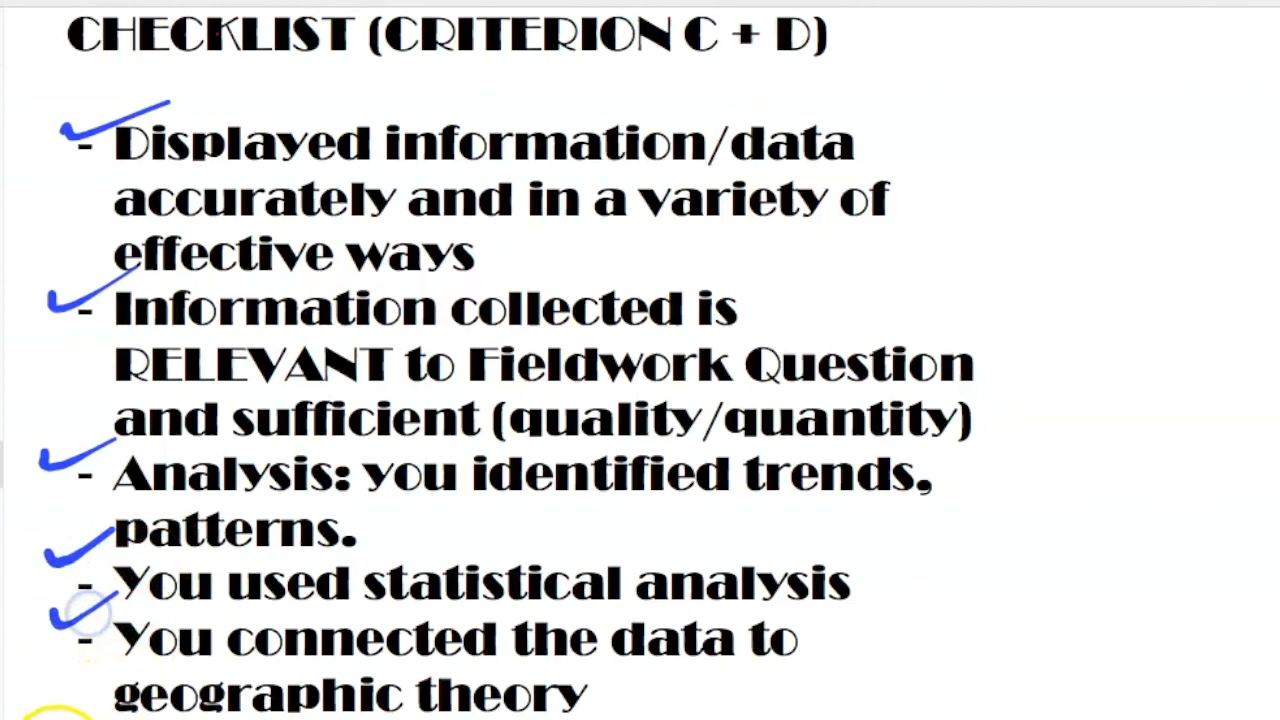 CHECKLIST (CRITERION C + D)
- Displayed information/data
accurately and in a variety of
effective ways
- Information collected is
RELEVANT to Fieldwork Question
and sufficient (quality/quantity)
- Analysis: you identified trends,
patterns.
- You used statistical analysis
- You connected the data to
geographic theory